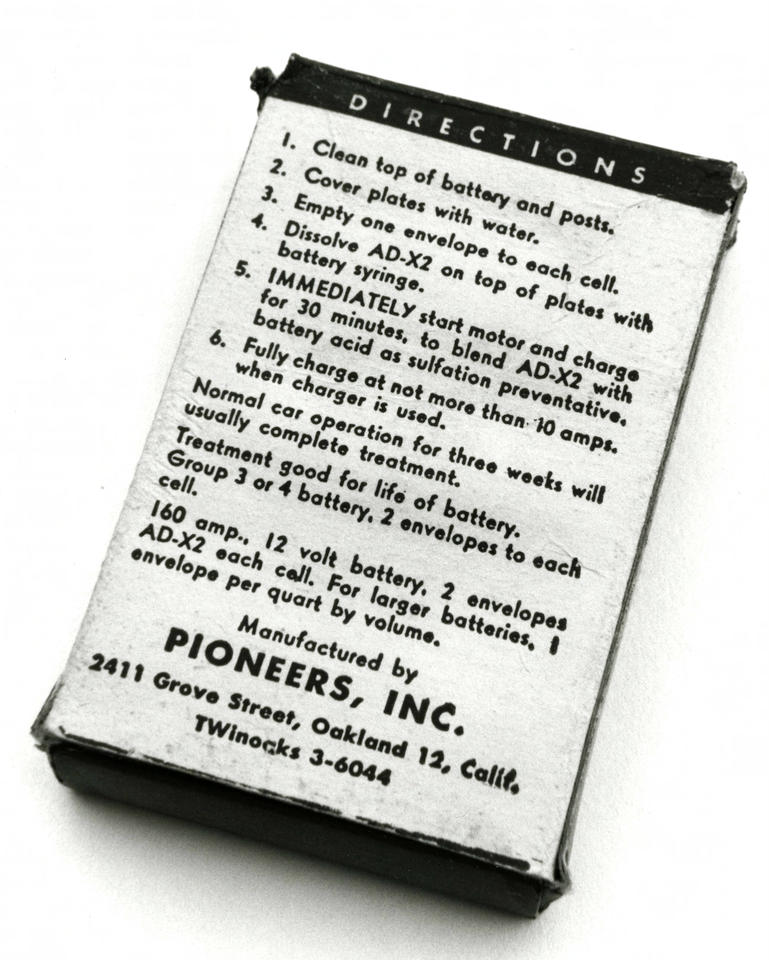 DIRECTIONS
1. Clean top of battery and posts.
2. Cover plates with water.
3. Empty one envelope to each cell.
4. Dissolve AD-X2 on top of plates with
battery syringe.
5. IMMEDIATELY start motor and charge
for 30 minutes, to blend AD-X2 with
battery acid as sulfation preventative.
6. Fully charge at not more than 10 amps.
when charger is used.
Normal car operation for three weeks will
usually complete treatment.
Treatment good for life of battery.
Group 3 or 4 battery, 2 envelopes to each
cell.
160 amp., 12 volt battery, 2 envelopes
AD-X2 each cell. For larger batteries, 1
envelope per quart by volume.
Manufactured by
PIONEERS, INC.
2411 Grove Street, Oakland 12, Calif.
TWinocks 3-6044